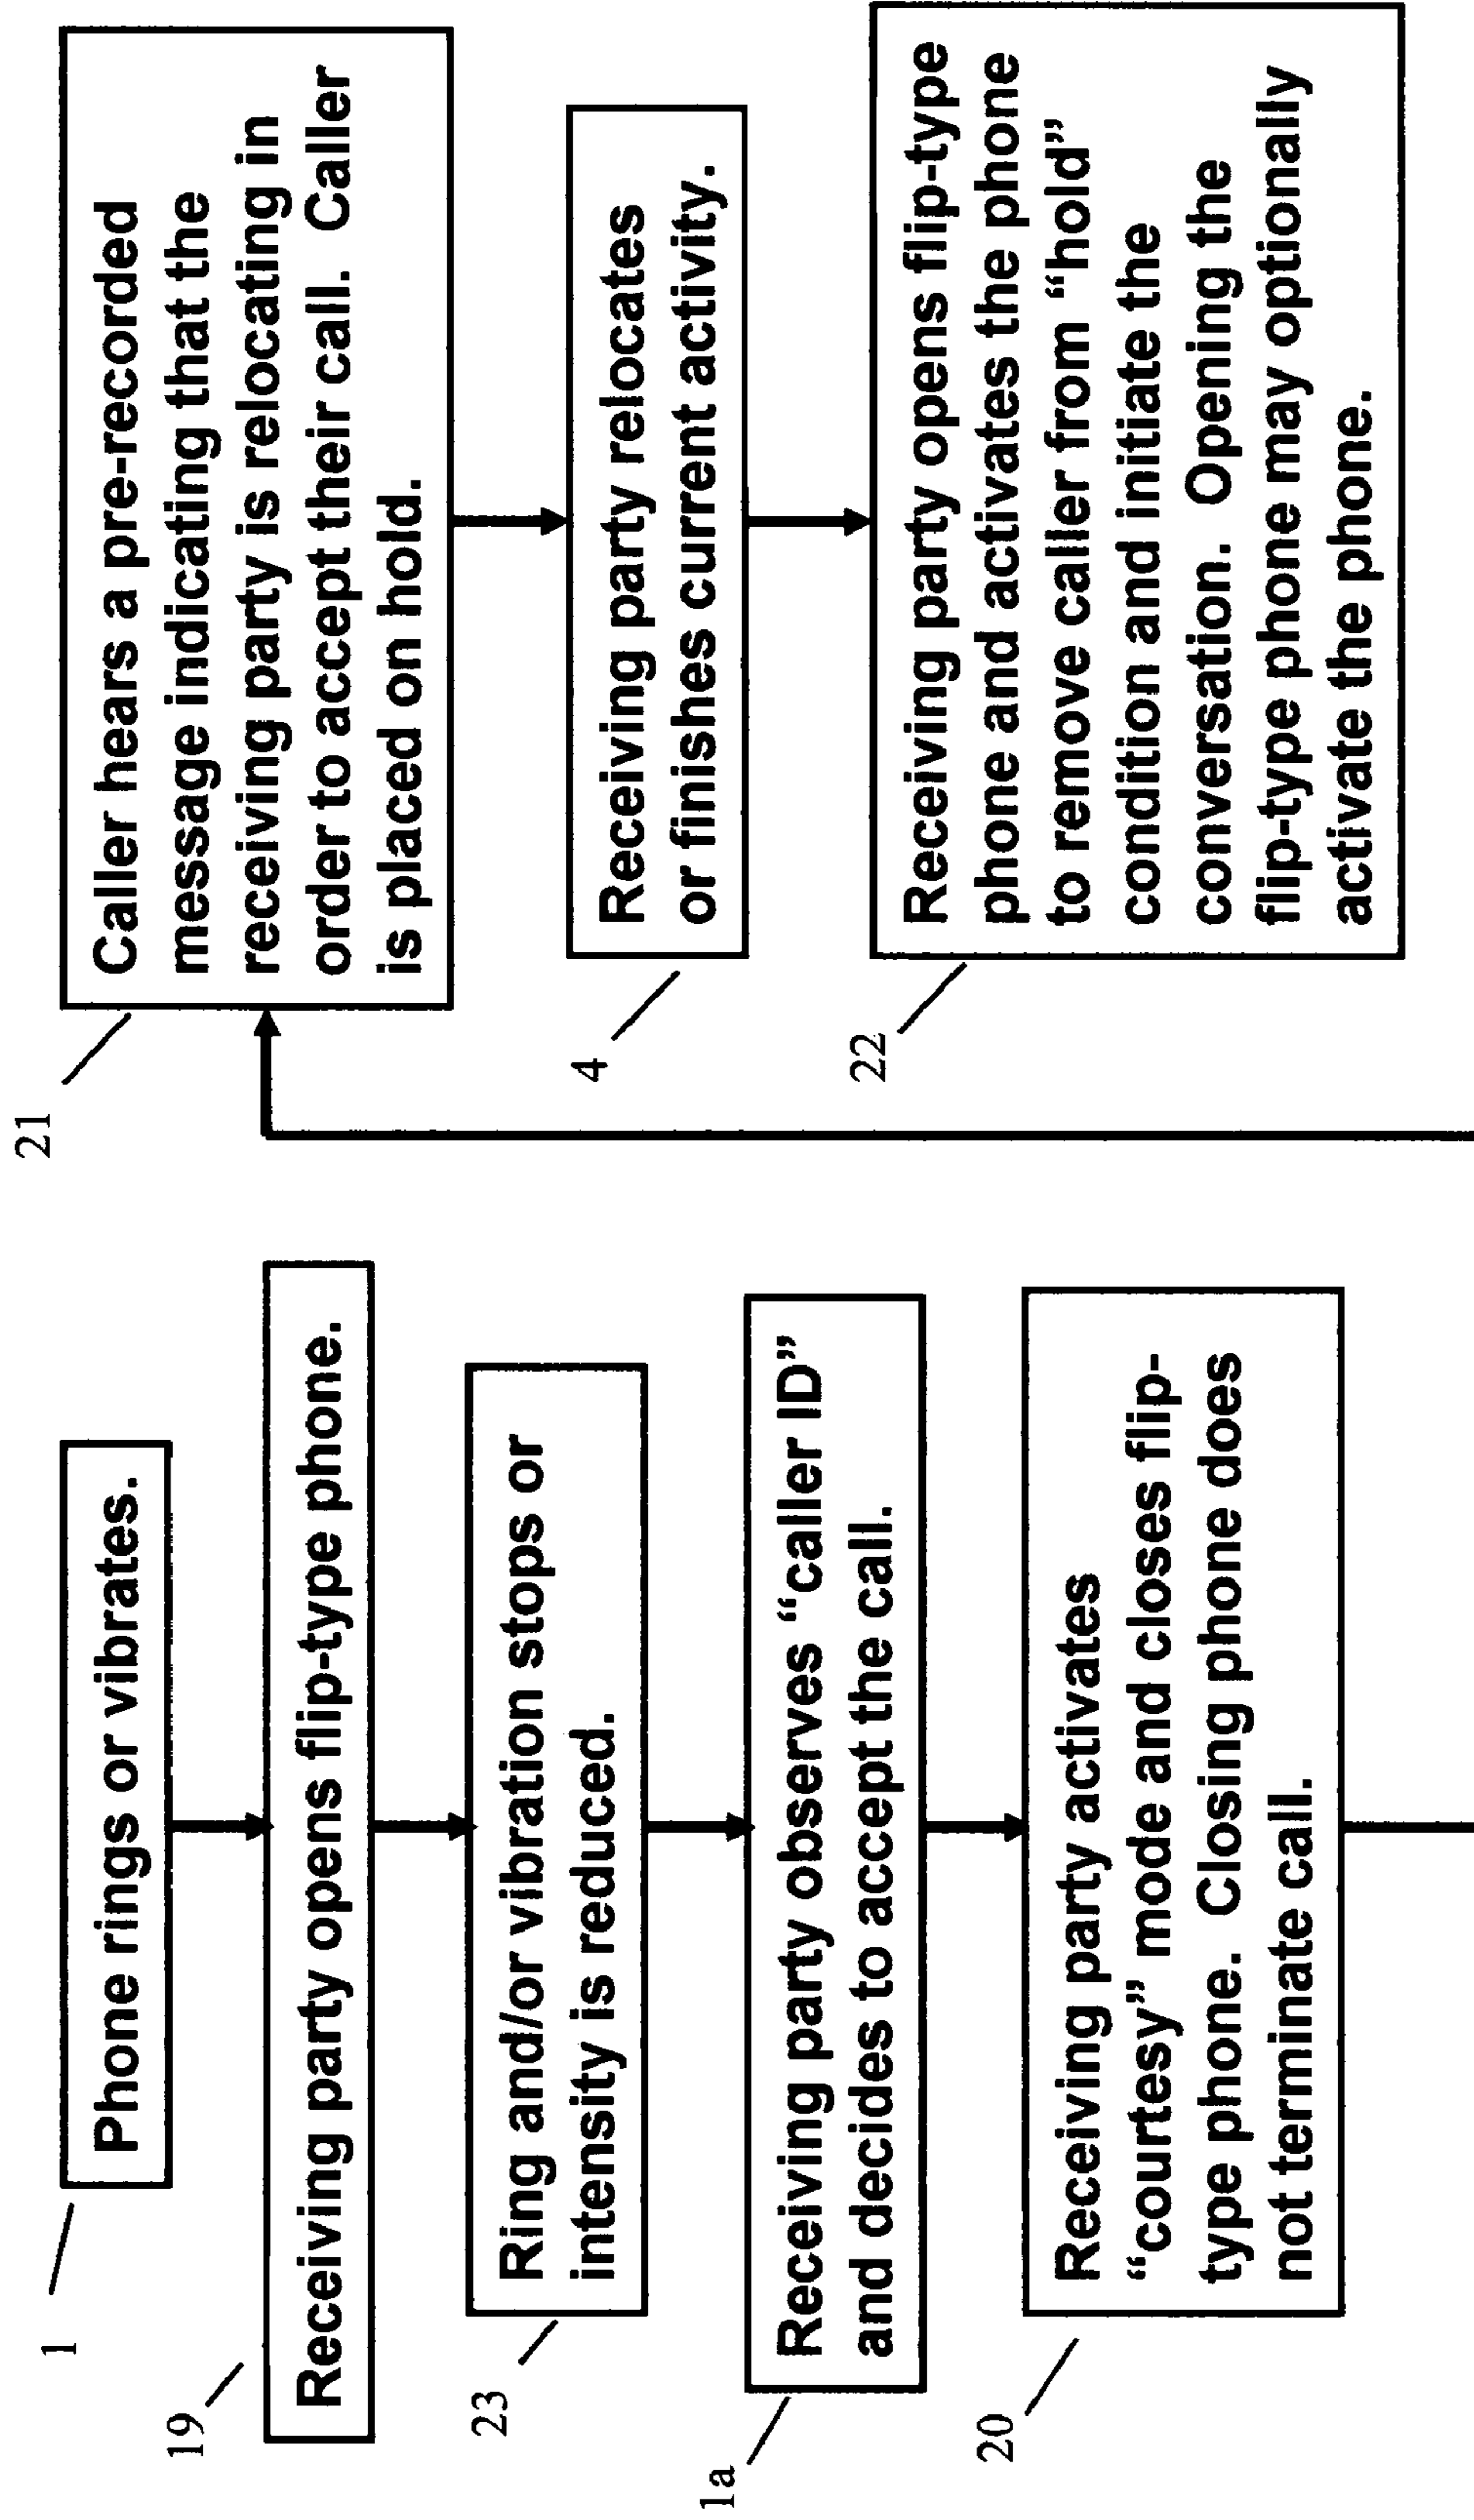 1
Phone rings or vibrates.
19
Receiving party opens flip-type phone.
23
Ring and/or vibration stops or
intensity is reduced.
1a
Receiving party observes “caller ID”
and decides to accept the call.
20
Receiving party activates
“courtesy” mode and closes flip-
type phone.  Closing phone does
not terminate call.
21
Caller hears a pre-recorded
message indicating that the
receiving party is relocating in
order to accept their call.  Caller
is placed on hold.
4
Receiving party relocates
or finishes current activity.
22
Receiving party opens flip-type
phone and activates the phone
to remove caller from “hold”
condition and initiate the
conversation.  Opening the
flip-type phone may optionally
activate the phone.